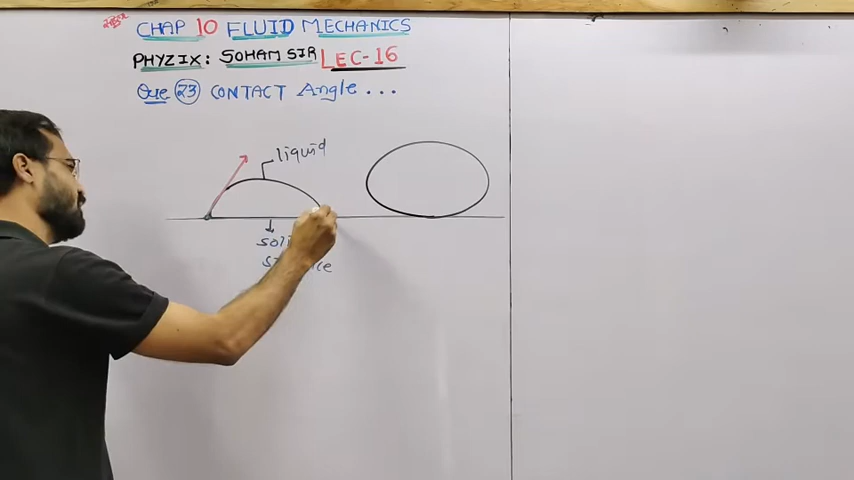 CHAP 10 FLUID MECHANICS
PHYZIX: SOHAM SIR LEC-16
Que 23 CONTACT Angle ...
liquid